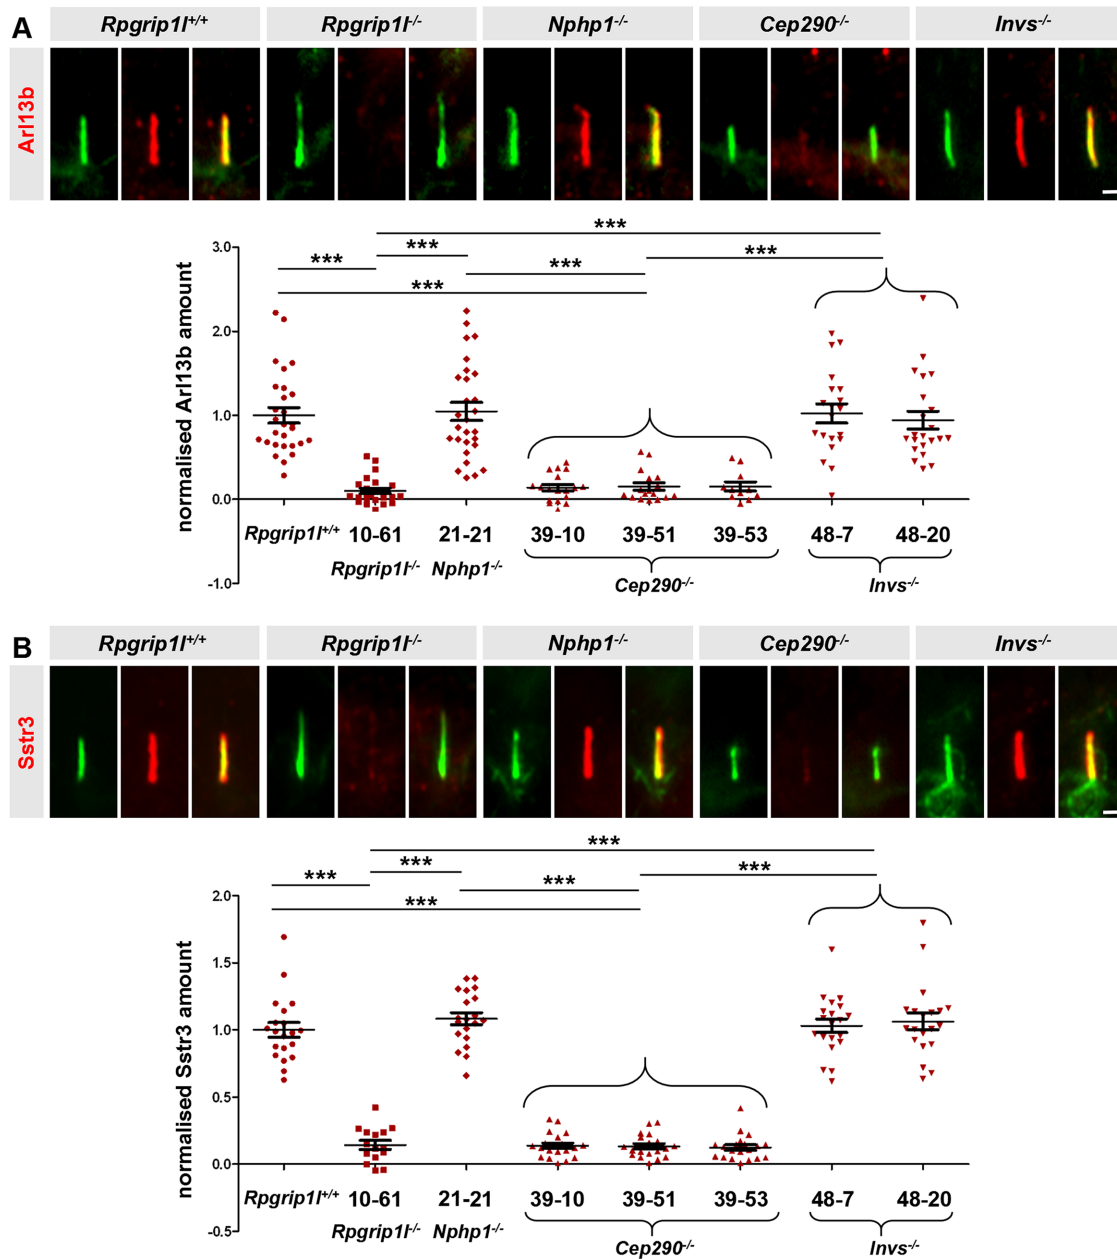 A
Rpgrip1l+/+ Rpgrip1l-/- Nphp1-/- Cep290-/- Invs-/-
Arl13b
***
*** *** *** ***
***
normalised Arl13b amount
3.0
2.0
1.0
0.0
-1.0
Rpgrip1l+/+ 10-61 21-21 39-10 39-51 39-53 48-7 48-20
Rpgrip1l-/- Nphp1-/- Cep290-/- Invs-/-
B
Rpgrip1l+/+ Rpgrip1l-/- Nphp1-/- Cep290-/- Invs-/-
Sstr3
***
*** *** *** ***
***
normalised Sstr3 amount
2.0
1.5
1.0
0.5
0.0
-0.5
Rpgrip1l+/+ 10-61 21-21 39-10 39-51 39-53 48-7 48-20
Rpgrip1l-/- Nphp1-/- Cep290-/- Invs-/-